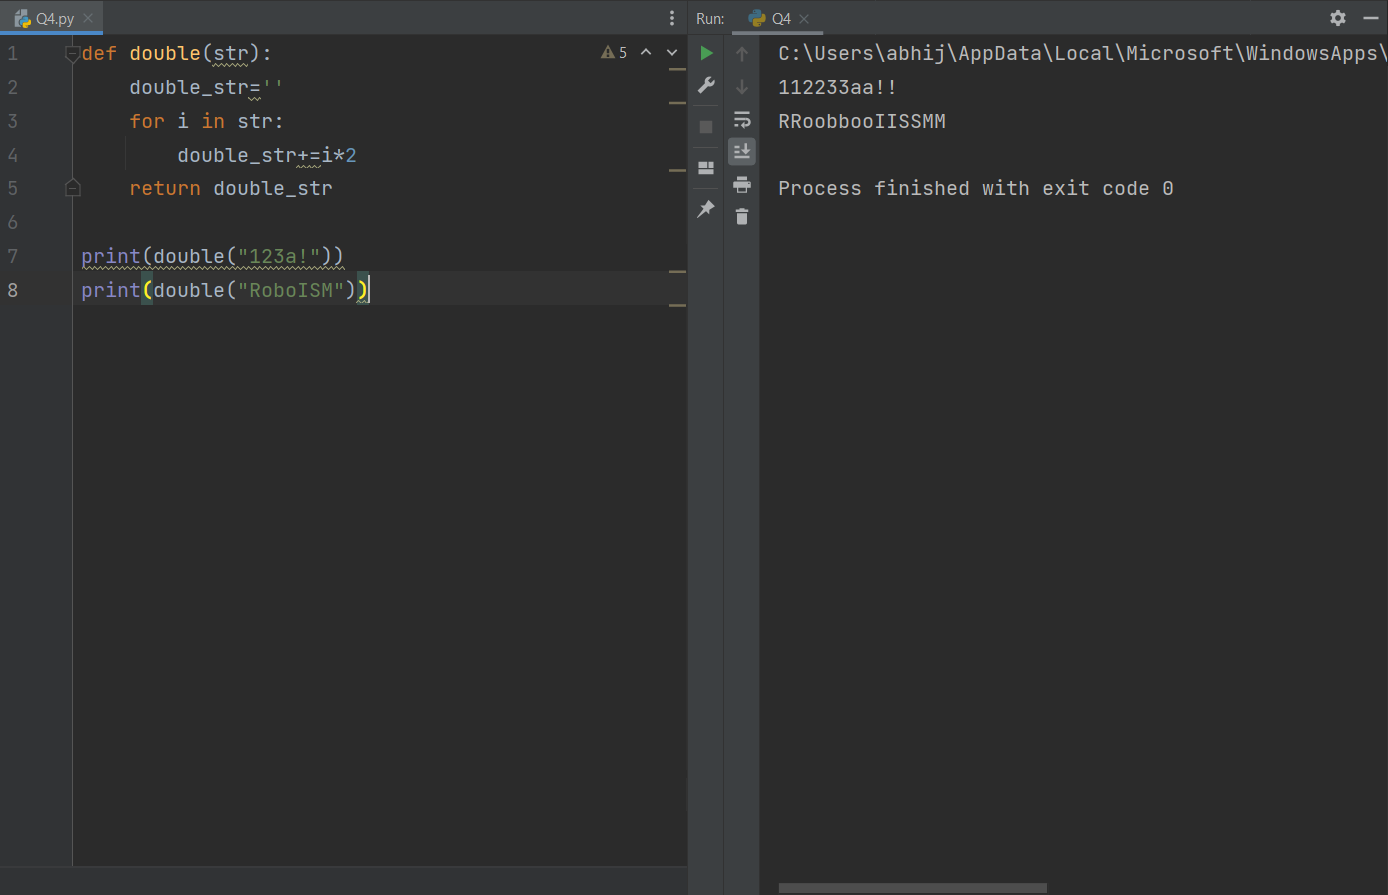 Q4.py
Run:
Q4
5
1 def double(str):
2     double_str=''
3     for i in str:
4         double_str+=i*2
5     return double_str
6
7 print(double("123a!"))
8 print(double("RoboISM"))
C:\Users\abhij\AppData\Local\Microsoft\WindowsApps\
112233aa!!
RRoobbooIISSMM
Process finished with exit code 0